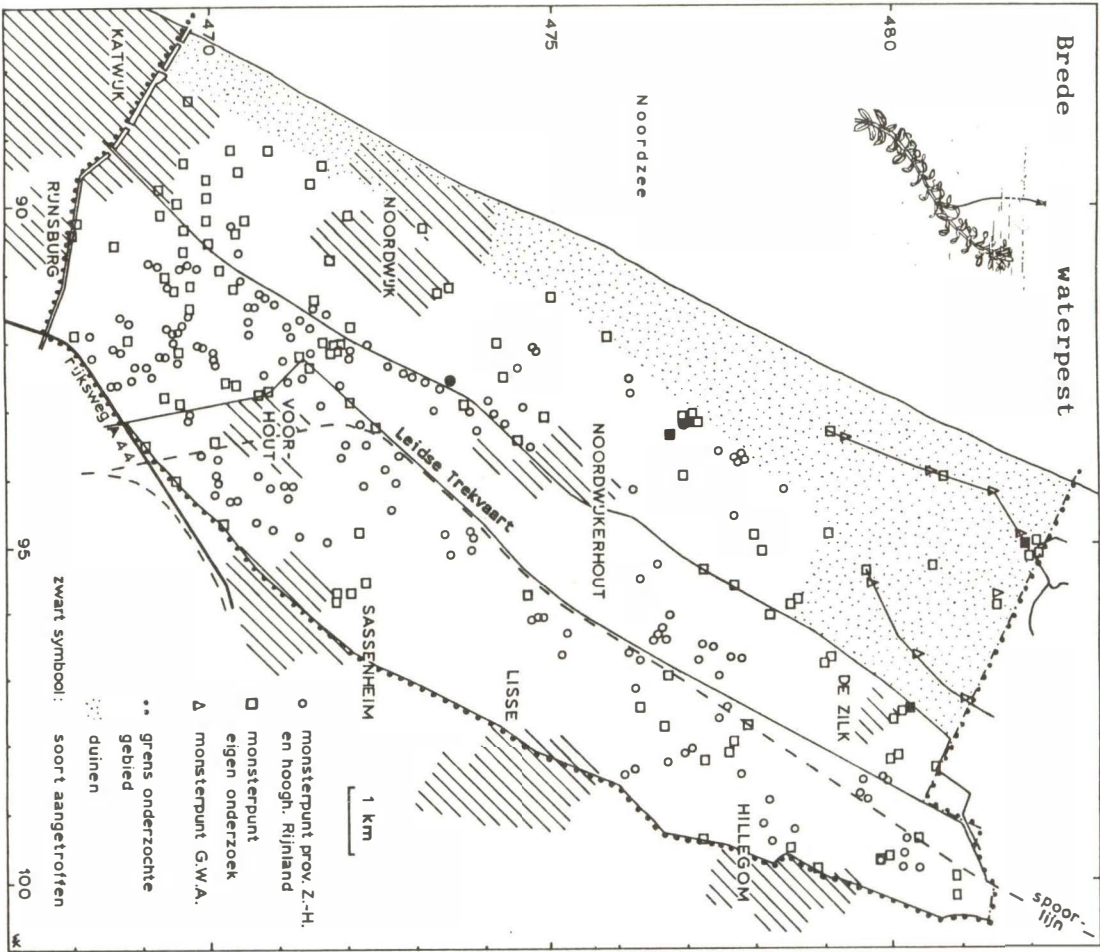 Brede waterpest
Noordzee
470
475
480
90
95
100
KATWIJK
RIJNSBURG
NOORDWIJK
VOOR-
HOUT
NOORDWIJKERHOUT
Leidse Trekvaart
Rijksweg A 44
SASSENHEIM
LISSE
DE ZILK
HILLEGOM
spoor-
lijn
1 km
monsterpunt prov. Z.-H.
en hoogh. Rijnland
monsterpunt
eigen onderzoek
monsterpunt G.W.A.
grens onderzochte
gebied
duinen
zwart symbool: soort aangetroffen